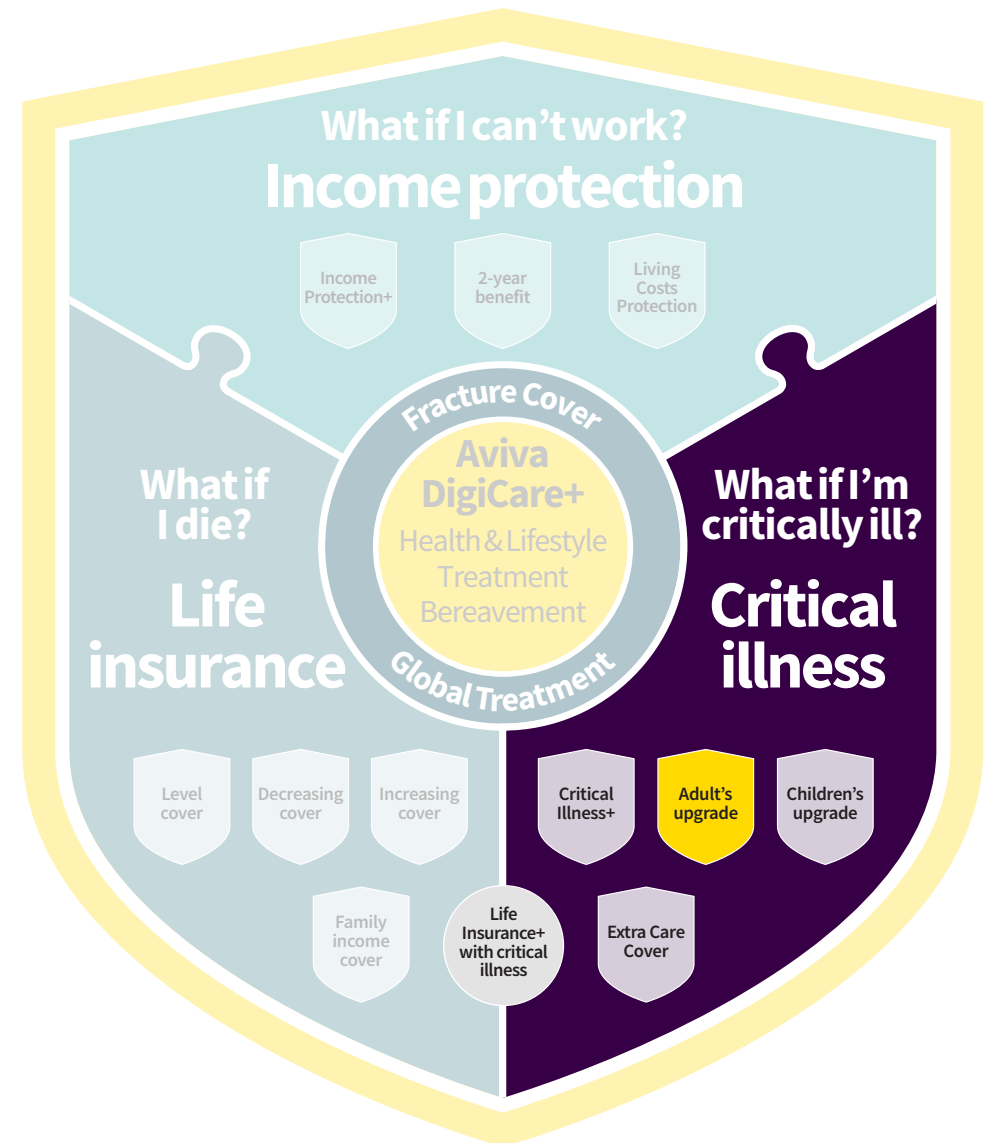 What if I can’t work?
Income protection
Income
Protection+
2-year
benefit
Living
Costs
Protection
Fracture Cover
Aviva
DigiCare+
Health & Lifestyle
Treatment
Bereavement
Global Treatment
What if
I die?
Life
insurance
What if I’m
critically ill?
Critical
illness
Level
cover
Decreasing
cover
Increasing
cover
Critical
Illness+
Adult’s
upgrade
Children’s
upgrade
Family
income
cover
Life
Insurance+
with critical
illness
Extra Care
Cover